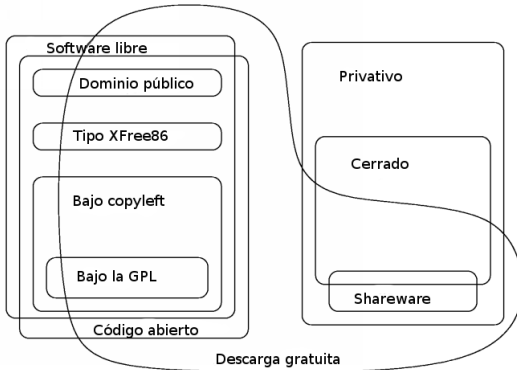 Software libre
Dominio público
Tipo XFree86
Bajo copyleft
Bajo la GPL
Código abierto
Privativo
Cerrado
Shareware
Descarga gratuita